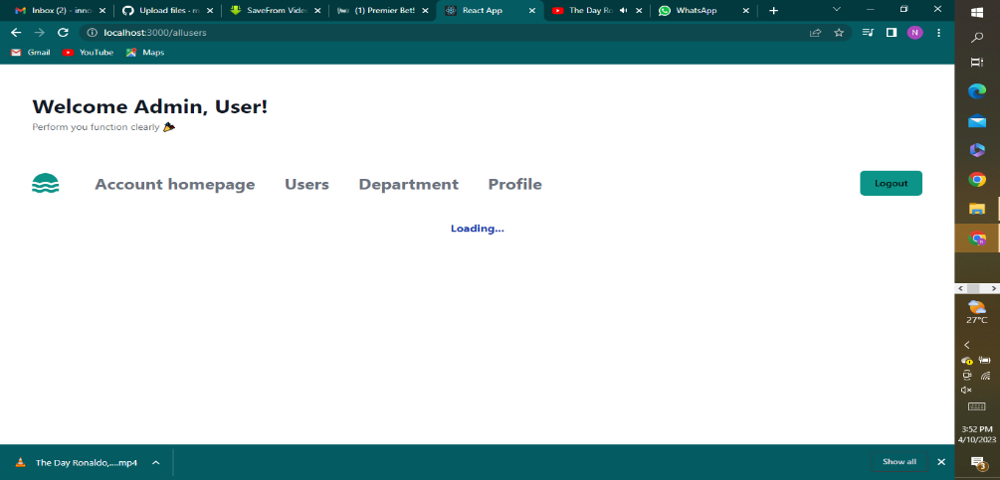 Inbox (2) - inno
Upload files · m
SaveFrom Vide
(1) Premier Bet!
React App
The Day Ro
WhatsApp
localhost:3000/allusers
N
Gmail
YouTube
Maps
Welcome Admin, User!
Perform you function clearly
Account homepage
Users
Department
Profile
Logout
Loading...
27°C
3:52 PM
4/10/2023
3
The Day Ronaldo,....mp4
Show all